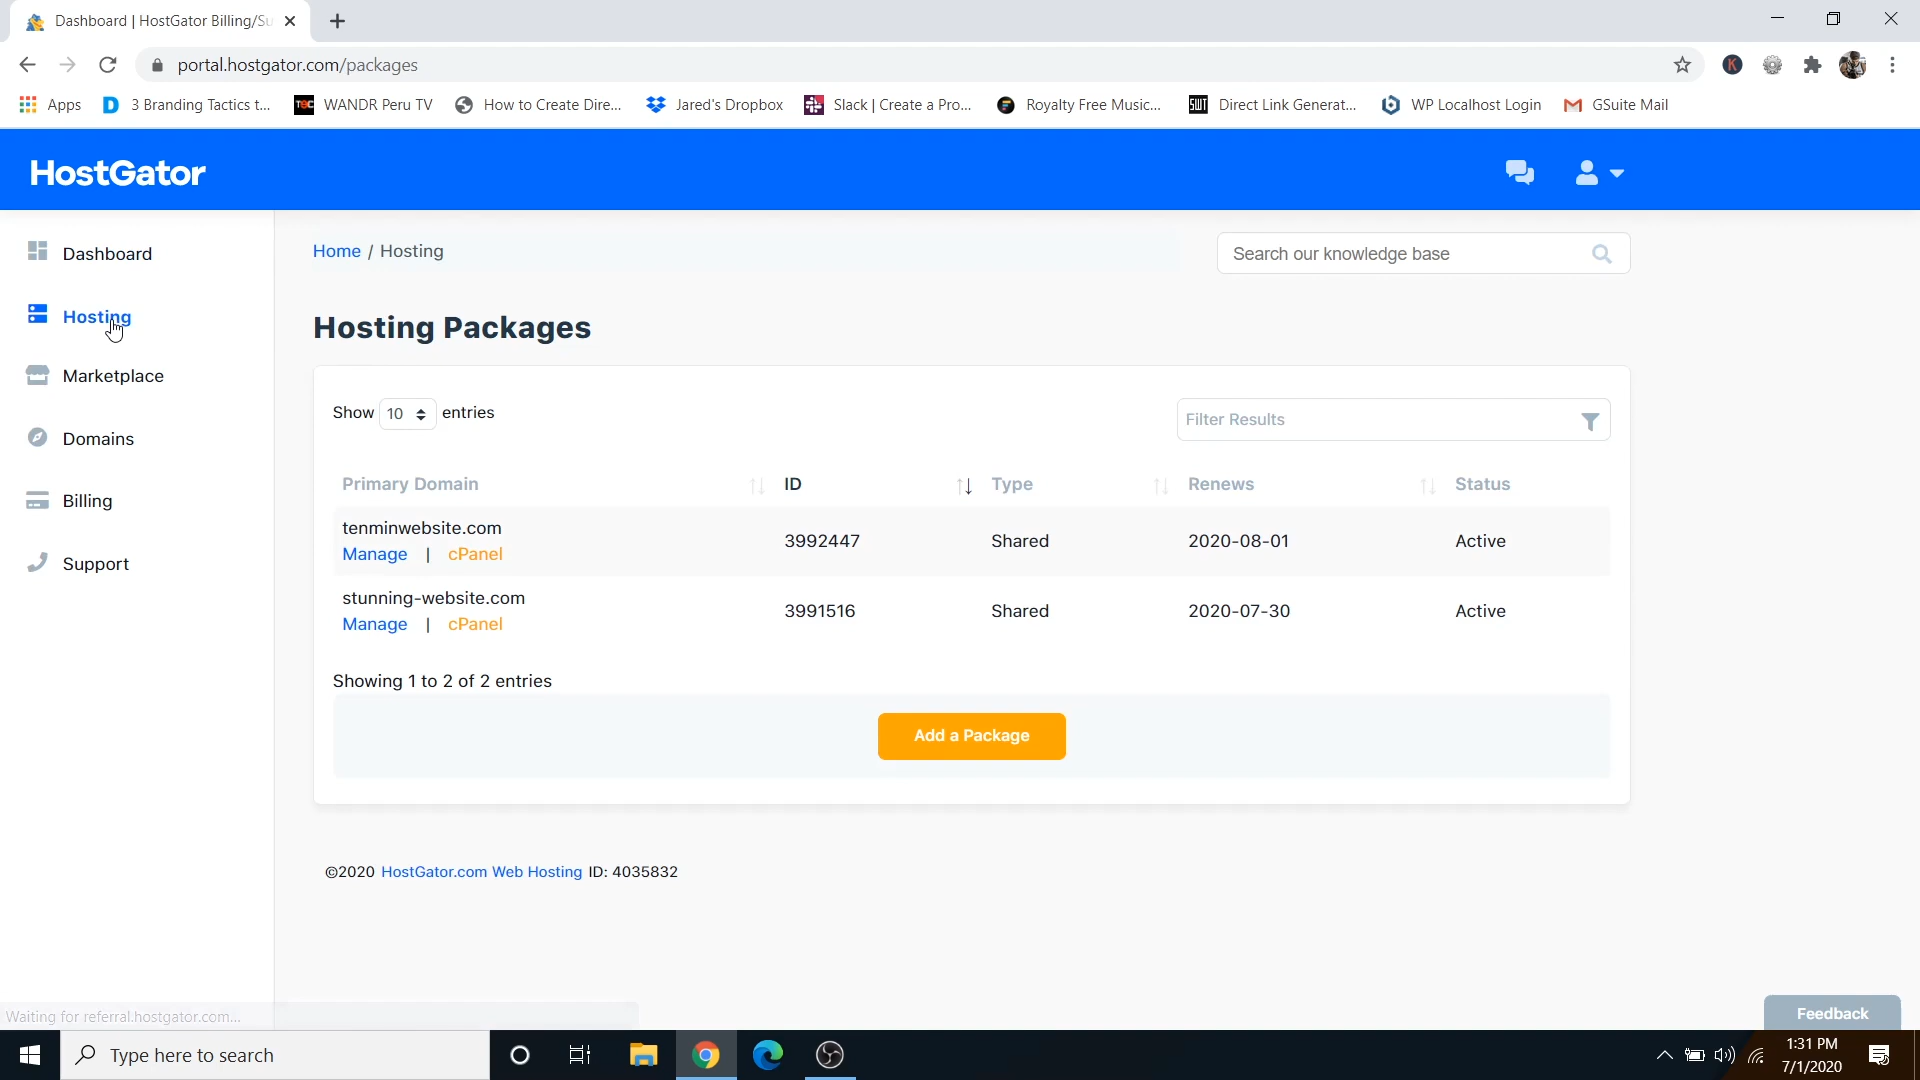 Dashboard | HostGator Billing/Su
portal.hostgator.com/packages
Apps
3 Branding Tactics t...
WANDR Peru TV
How to Create Dire...
Jared's Dropbox
Slack | Create a Pro...
Royalty Free Music...
SWT
Direct Link Generat...
WP Localhost Login
GSuite Mail
HostGator
Dashboard
Hosting
Marketplace
Domains
Billing
Support
Home / Hosting
Search our knowledge base
Hosting Packages
Show 10 entries
Filter Results
Primary Domain ID Type Renews Status
tenminwebsite.com
Manage | cPanel
3992447 Shared 2020-08-01 Active
stunning-website.com
Manage | cPanel
3991516 Shared 2020-07-30 Active
Showing 1 to 2 of 2 entries
Add a Package
©2020 HostGator.com Web Hosting ID: 4035832
Waiting for referral.hostgator.com...
Feedback
Type here to search
1:31 PM
7/1/2020